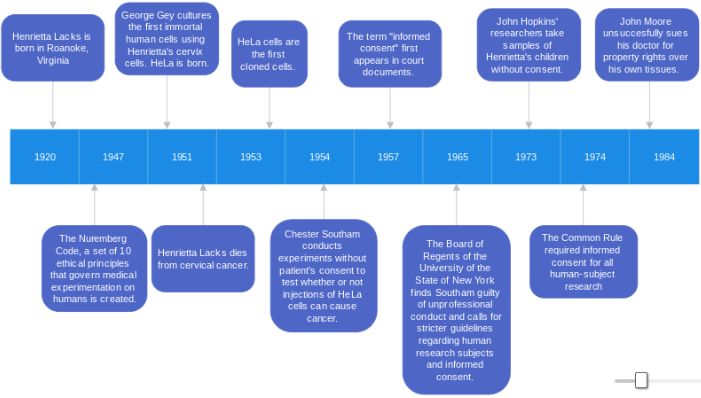 Henrietta Lacks is
born in Roanoke,
Virginia
George Gey cultures
the first immortal
human cells using
Henrietta's cervix
cells. HeLa is born.
HeLa cells are
the first
cloned cells.
The term "informed
consent" first
appears in court
documents.
John Hopkins'
researchers take
samples of
Henrietta's children
without consent.
John Moore
unsuccesfully sues
his doctor for
property rights over
his own tissues.
1920 1947 1951 1953 1954 1957 1965 1973 1974 1984
The Nuremberg
Code, a set of 10
ethical principles
that govern medical
experimentation on
humans is created.
Henrietta Lacks dies
from cervical cancer.
Chester Southam
conducts
experiments without
patient's consent to
test whether or not
injections of HeLa
cells can cause
cancer.
The Board of
Regents of the
University of the
State of New York
finds Southam guilty
of unprofessional
conduct and calls for
stricter guidelines
regarding human
research subjects
and informed
consent.
The Common Rule
required informed
consent for all
human-subject
research